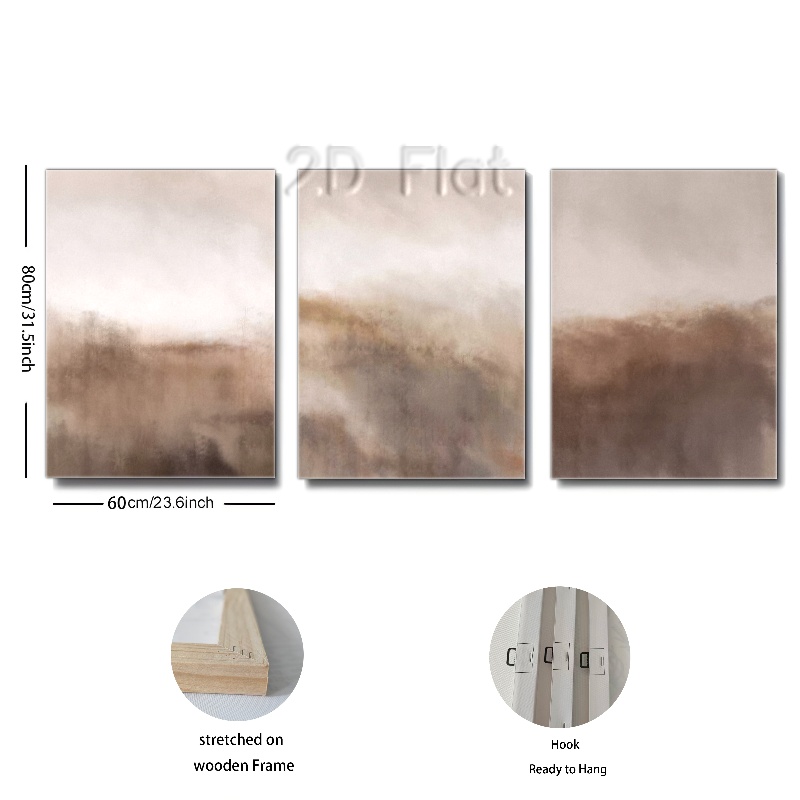 2D Flat
80cm/31.5inch
60cm/23.6inch
stretched on
wooden Frame
Hook
Ready to Hang